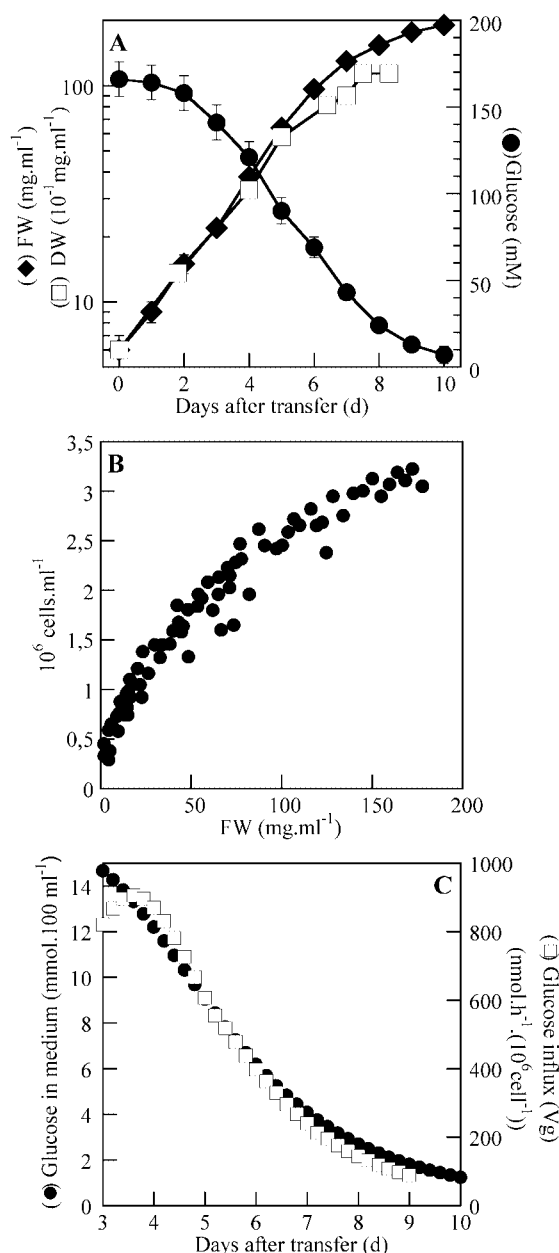 A
100
10
(◆) FW (mg.ml⁻¹)
(□) DW (10⁻¹mg.ml⁻¹)
200
150
100
50
0
(●)Glucose (mM)
0 2 4 6 8 10
Days after transfer (d)
B
3,5
3
2,5
2
1,5
1
0,5
0
10⁶ cells.ml⁻¹
0 50 100 150 200
FW (mg.ml⁻¹)
C
14
12
10
8
6
4
2
0
(●) Glucose in medium (mmol.100 ml⁻¹)
1000
800
600
400
200
0
(□) Glucose influx (Vg)
(nmol.h⁻¹.(10⁶cell⁻¹))
3 4 5 6 7 8 9 10
Days after transfer (d)